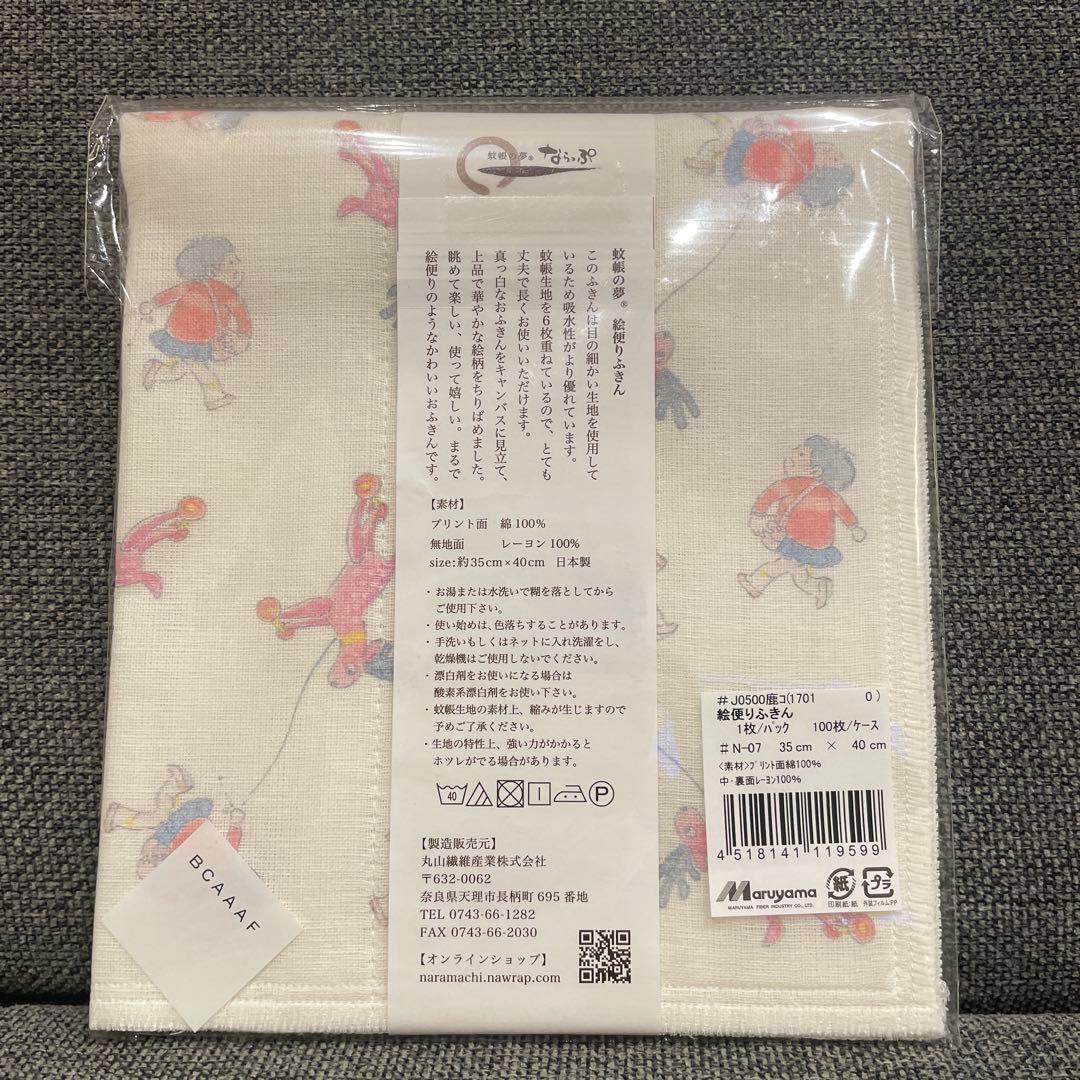 蚊帳の夢® ならっぷ
蚊帳の夢® 絵便りふきん
このふきんは目の細かい生地を使用して
いるため吸水性がより優れています。
蚊帳生地を6枚重ねているので、とても
丈夫で長くお使いいただけます。
真っ白なおふきんをキャンバスに見立て、
上品で華やかな絵柄をちりばめました。
眺めて楽しい、使って嬉しい。まるで
絵便りのようなかわいいおふきんです。
【素材】
プリント面 綿100%
無地面 レーヨン100%
size:約35cm×40cm 日本製
・お湯または水洗いで糊を落としてから
ご使用下さい。
・使い始めは、色落ちすることがあります。
・手洗いもしくはネットに入れ洗濯をし、
乾燥機はご使用しないでください。
・漂白剤をお使いになる場合は
酸素系漂白剤をお使い下さい。
・蚊帳生地の素材上、縮みが生じますので
予めご了承ください。
・生地の特性上、強い力がかかると
ホツレがでる場合があります。
40 P
【製造販売元】
丸山繊維産業株式会社
〒632-0062
奈良県天理市長柄町695番地
TEL 0743-66-1282
FAX 0743-66-2030
【オンラインショップ】
naramachi.nawrap.com
#J0500鹿コ(1701 0)
絵便りふきん
1枚/パック 100枚/ケース
#N-07 35cm × 40cm
<素材>プリント面綿100%
中・裏面レーヨン100%
4 518141 119599
Maruyama
MARUYAMA FIBER INDUSTRY CO., LTD.
紙
印刷紙:紙
プラ
外装フィルム:PP
BCAAAF